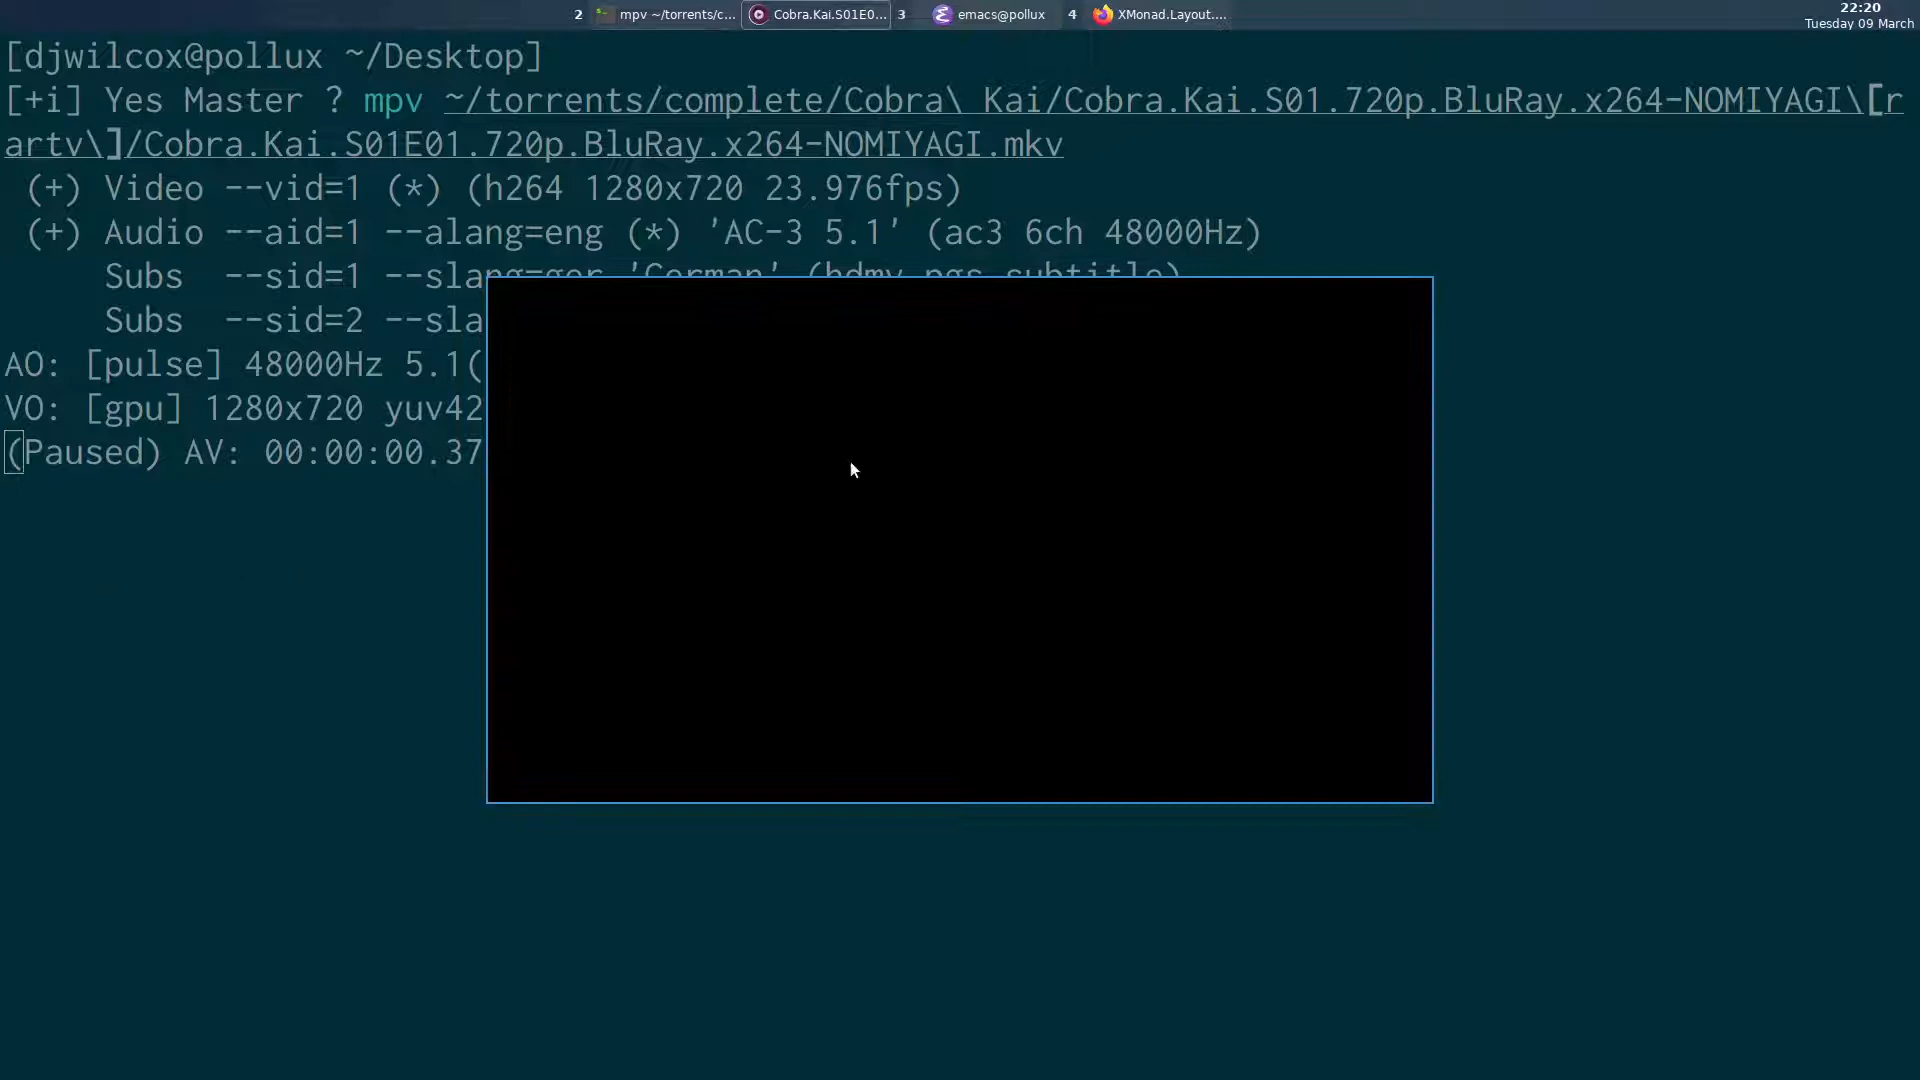 2 mpv ~/torrents/c... Cobra.Kai.S01E0... 3 emacs@pollux 4 XMonad.Layout.... 22:20
Tuesday 09 March
[djwilcox@pollux ~/Desktop]
[+i] Yes Master ? mpv ~/torrents/complete/Cobra\ Kai/Cobra.Kai.S01.720p.BluRay.x264-NOMIYAGI\[r
artv\]/Cobra.Kai.S01E01.720p.BluRay.x264-NOMIYAGI.mkv
(+) Video --vid=1 (*) (h264 1280x720 23.976fps)
(+) Audio --aid=1 --alang=eng (*) 'AC-3 5.1' (ac3 6ch 48000Hz)
Subs --sid=1 --slang=ger 'German' (hdmv_pgs_subtitle)
Subs --sid=2 --sla
AO: [pulse] 48000Hz 5.1(
VO: [gpu] 1280x720 yuv42
(Paused) AV: 00:00:00.37